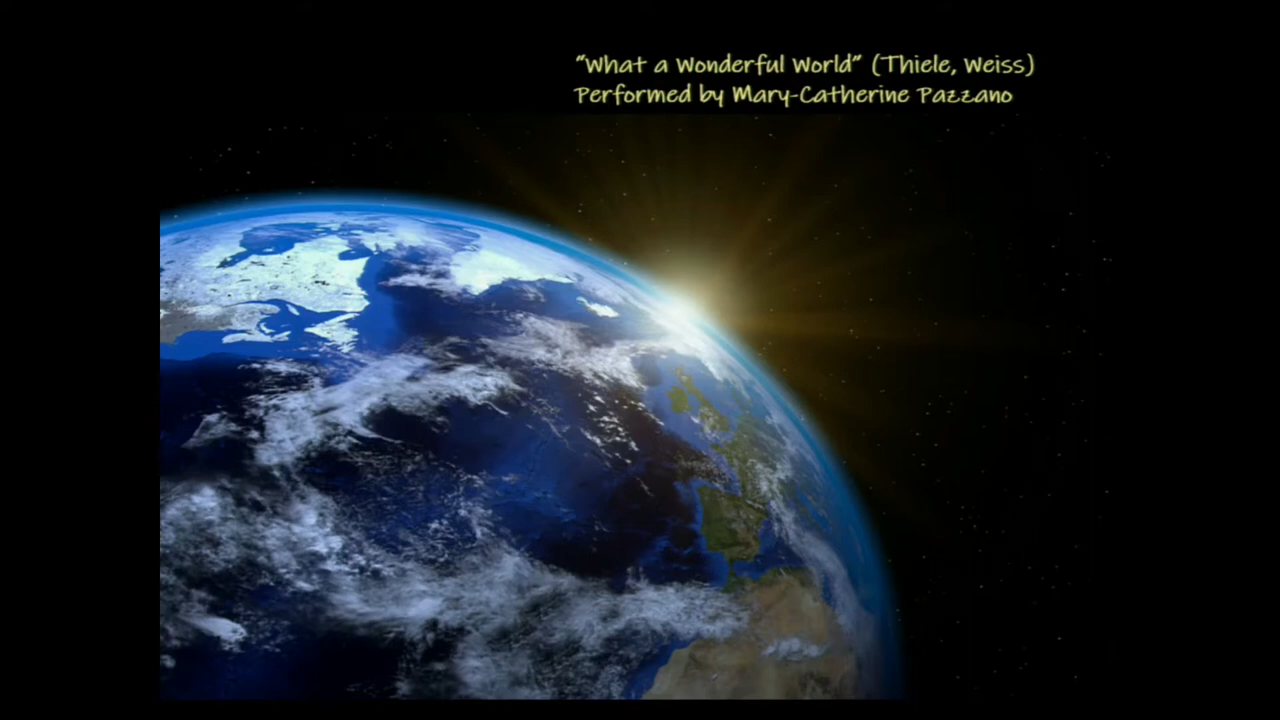 “What a Wonderful World” (Thiele, Weiss)
Performed by Mary-Catherine Pazzano